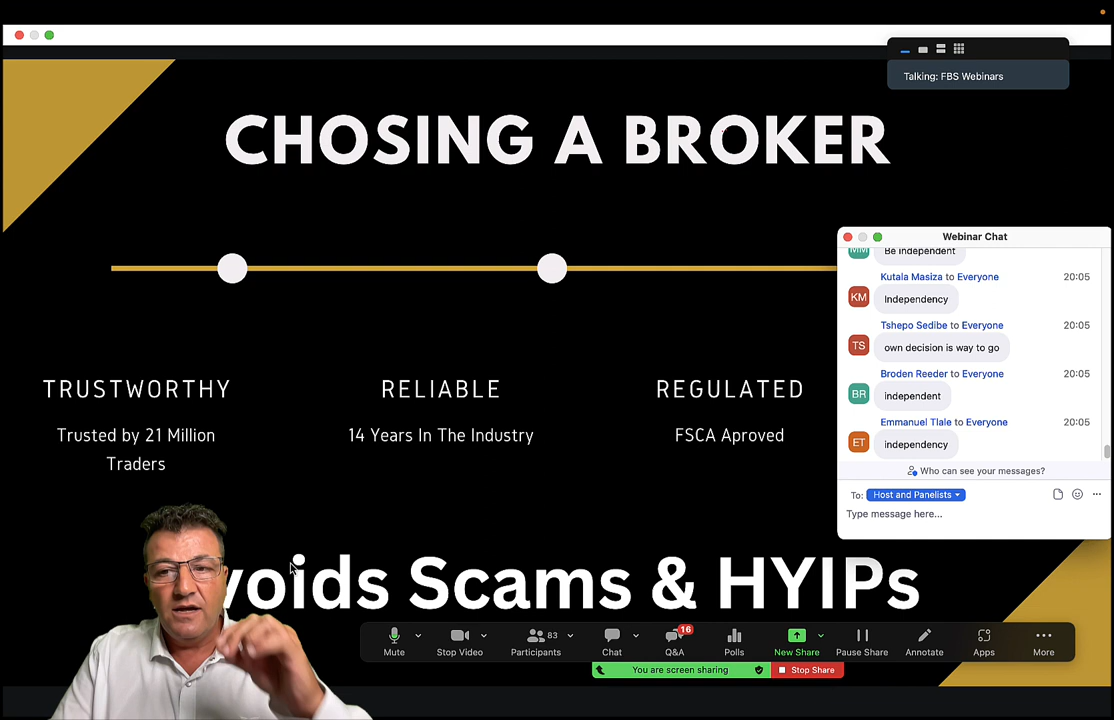 Talking: FBS Webinars
CHOSING A BROKER
TRUSTWORTHY
Trusted by 21 Million
Traders
RELIABLE
14 Years In The Industry
REGULATED
FSCA Aproved
voids Scams & HYIPs
Webinar Chat
MM
Be independent
Kutala Masiza to Everyone 20:05
KM
Independency
Tshepo Sedibe to Everyone 20:05
TS
own decision is way to go
Broden Reeder to Everyone 20:05
BR
independent
Emmanuel Tlale to Everyone 20:05
ET
independency
Who can see your messages?
To: Host and Panelists
Type message here...
Mute
Stop Video
83
Participants
Chat
16
Q&A
Polls
New Share
Pause Share
Annotate
Apps
More
You are screen sharing
Stop Share